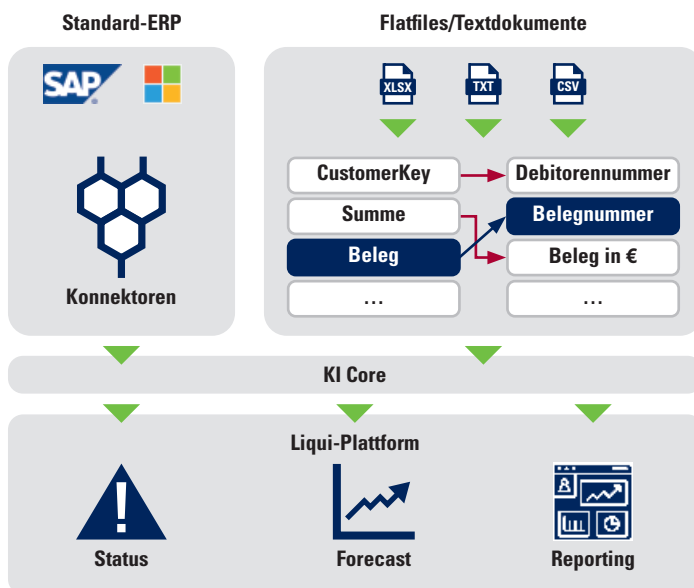 Standard-ERP
Flatfiles/Textdokumente
SAP
XLSX
TXT
CSV
Konnektoren
CustomerKey
Debitorennummer
Summe
Belegnummer
Beleg
Beleg in €
...
...
KI Core
Liqui-Plattform
Status
Forecast
Reporting